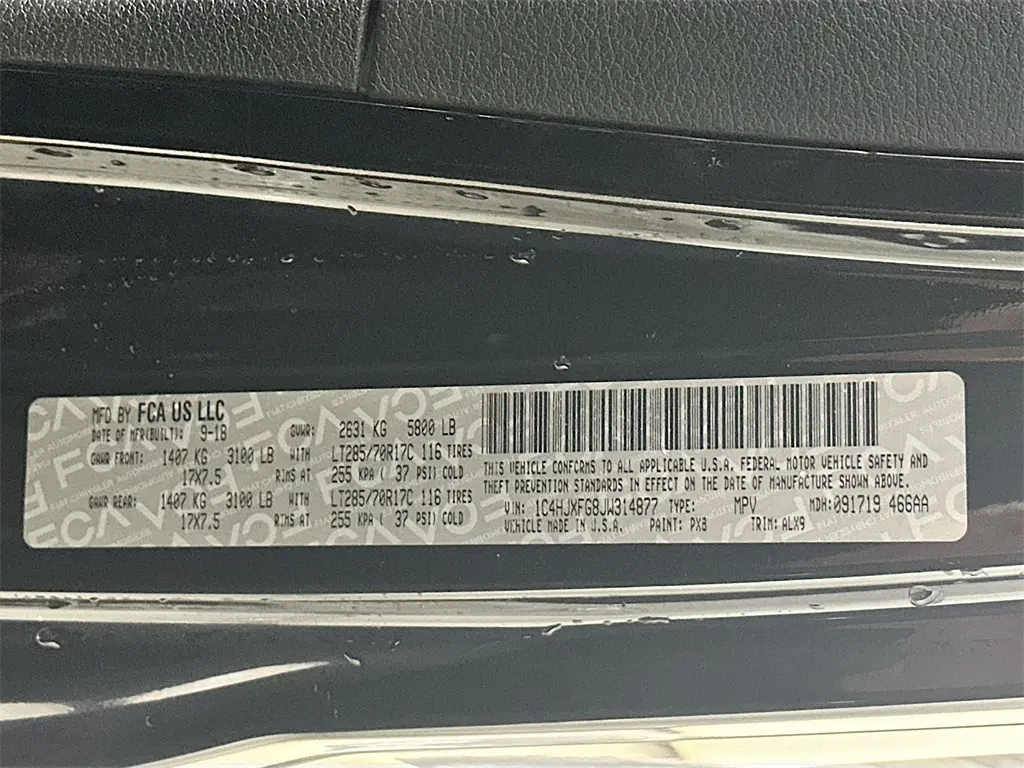 MFD BY FCA US LLC
DATE OF MFR(BUILT): 9-18 GVWR: 2631 KG 5800 LB
GAWR FRONT: 1407 KG 3100 LB WITH LT285/70R17C 116 TIRES
17X7.5 RIMS AT 255 KPA ( 37 PSI) COLD
GAWR REAR: 1407 KG 3100 LB WITH LT285/70R17C 116 TIRES
17X7.5 RIMS AT 255 KPA ( 37 PSI) COLD
THIS VEHICLE CONFORMS TO ALL APPLICABLE U.S.A. FEDERAL MOTOR VEHICLE SAFETY AND
THEFT PREVENTION STANDARDS IN EFFECT ON THE DATE OF MANUFACTURE SHOWN ABOVE.
VIN: 1C4HJXFG8JW314877 TYPE: MPV MDH: 091719 466AA
VEHICLE MADE IN U.S.A. PAINT: PX8 TRIM: ALX9